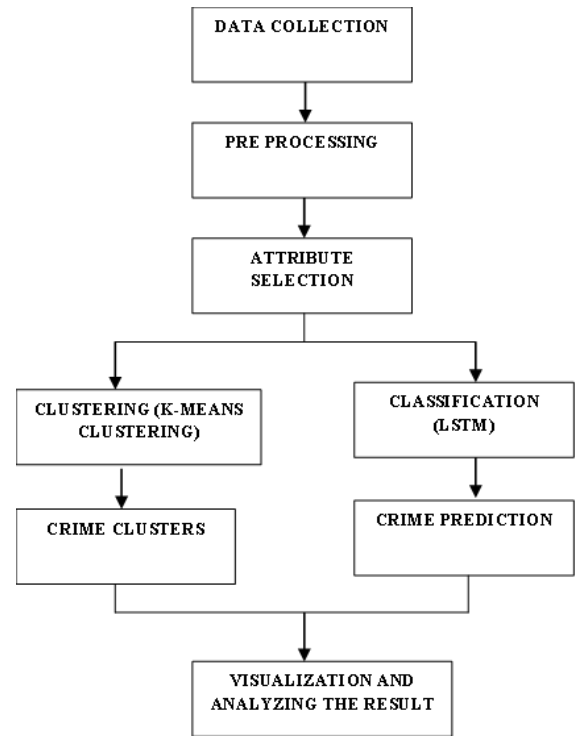 DATA COLLECTION
PRE PROCESSING
ATTRIBUTE
SELECTION
CLUSTERING (K-MEANS
CLUSTERING)
CLASSIFICATION
(LSTM)
CRIME CLUSTERS
CRIME PREDICTION
VISUALIZATION AND
ANALYZING THE RESULT